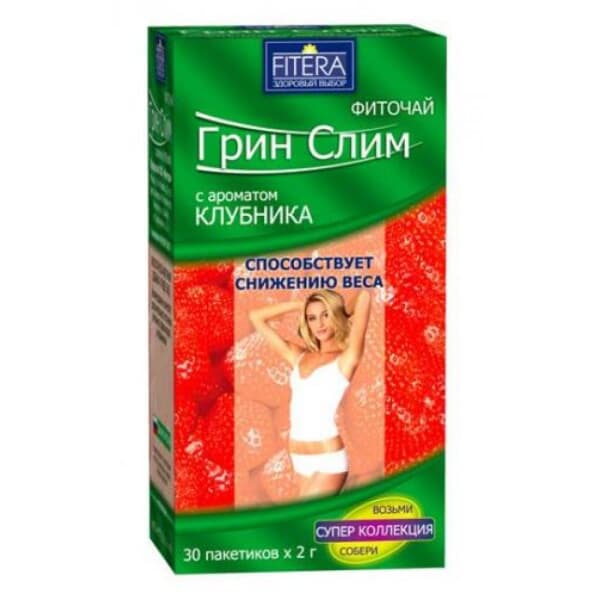 FITERA
ЗДОРОВЫЙ ВЫБОР
ФИТОЧАЙ
Грин Слим
с ароматом
КЛУБНИКА
СПОСОБСТВУЕТ
СНИЖЕНИЮ ВЕСА
ВОЗЬМИ
СУПЕР КОЛЛЕКЦИЯ
СОБЕРИ
30 пакетиков х 2 г